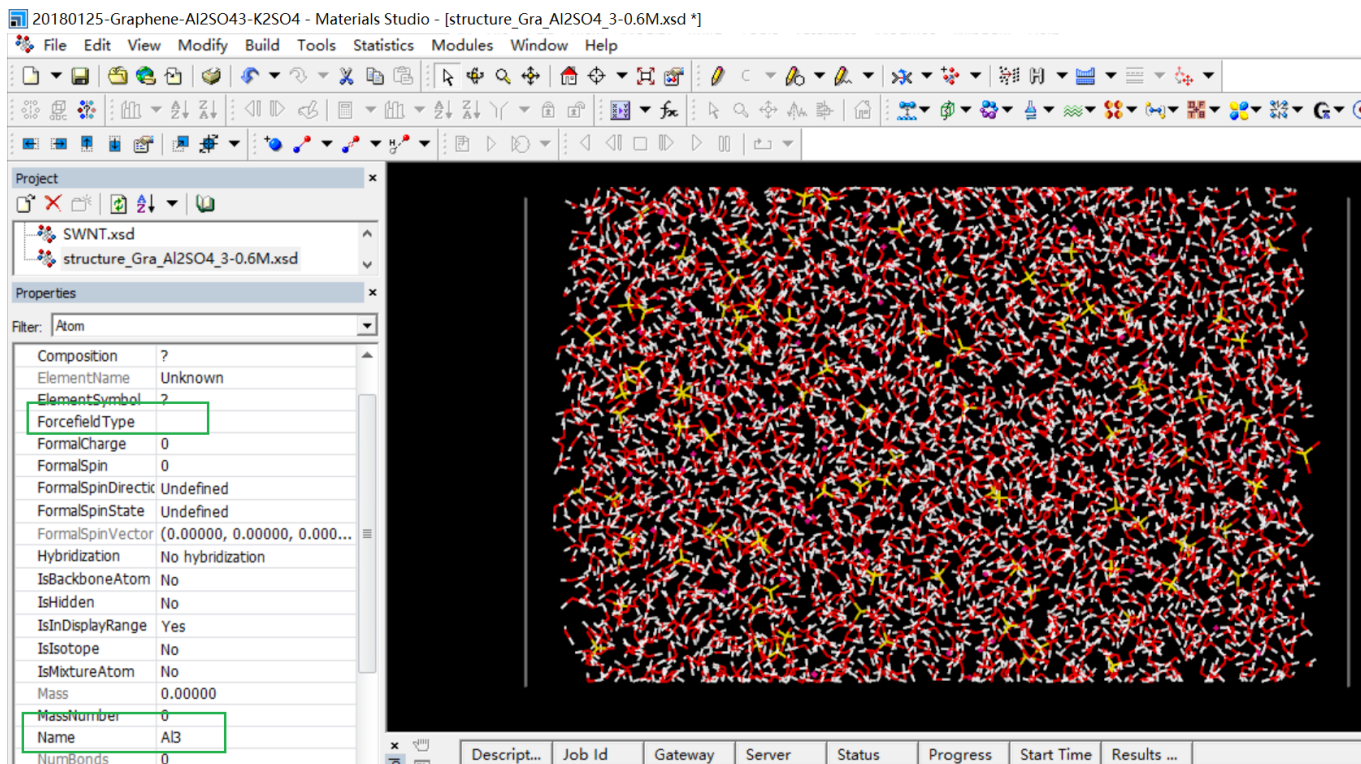 20180125-Graphene-Al2SO43-K2SO4 - Materials Studio - [structure_Gra_Al2SO4_3-0.6M.xsd *]
File Edit View Modify Build Tools Statistics Modules Window Help
Project
SWNT.xsd
structure_Gra_Al2SO4_3-0.6M.xsd
Properties
Filter: Atom
Composition ?
ElementName Unknown
ElementSymbol ?
ForcefieldType
FormalCharge 0
FormalSpin 0
FormalSpinDirectic Undefined
FormalSpinState Undefined
FormalSpinVector (0.00000, 0.00000, 0.000...
Hybridization No hybridization
IsBackboneAtom No
IsHidden No
IsInDisplayRange Yes
IsIsotope No
IsMixtureAtom No
Mass 0.00000
MassNumber 0
Name Al3
NumBonds 0
Descript... Job Id Gateway Server Status Progress Start Time Results ...